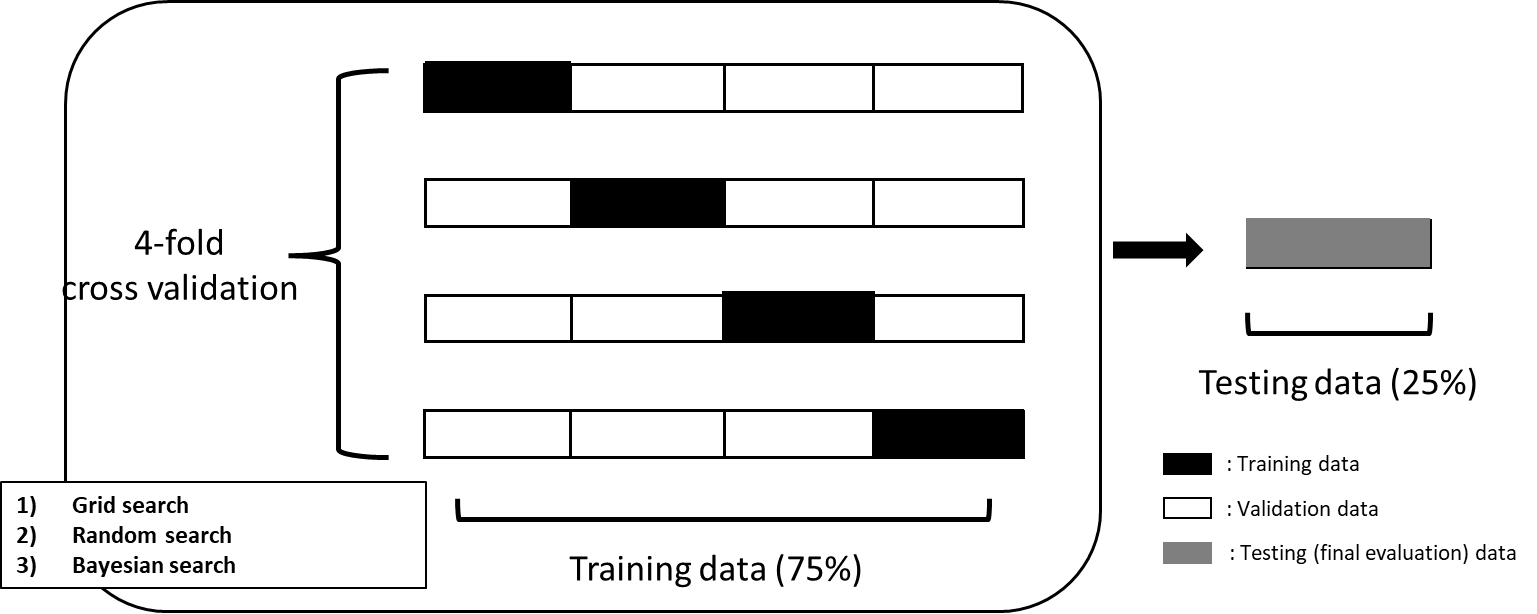 4-fold
cross validation
1) Grid search
2) Random search
3) Bayesian search
Training data (75%)
Testing data (25%)
: Training data
: Validation data
: Testing (final evaluation) data